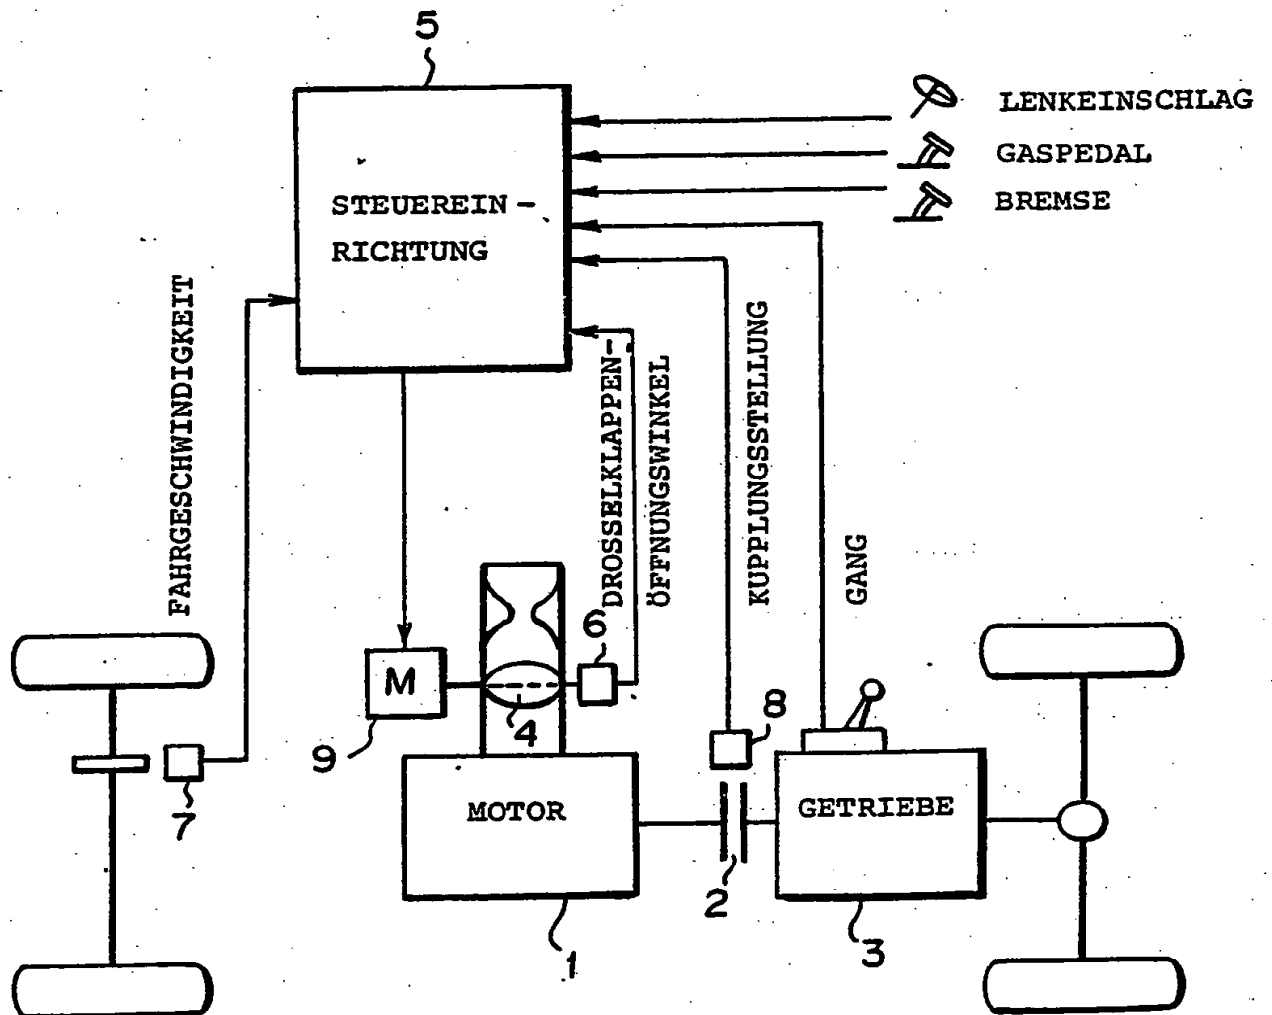 5
LENKEINSCHLAG
GASPEDAL
BREMSE
STEUEREIN-
RICHTUNG
FAHRGESCHWINDIGKEIT
DROSSELKLAPPEN-
ÖFFNUNGSWINKEL
KUPPLUNGSSTELLUNG
GANG
6
M
4
8
9
7
MOTOR
GETRIEBE
2
1
3